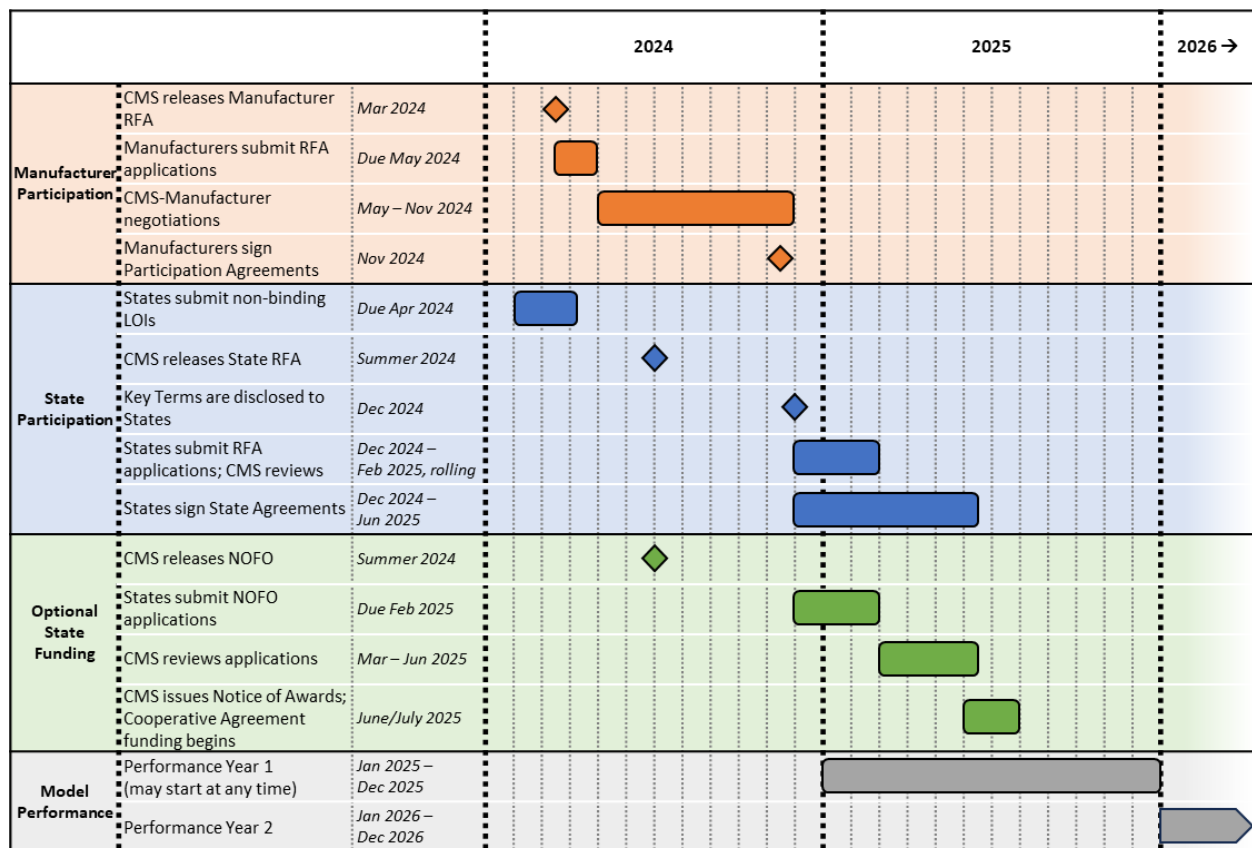 2024
2025
2026 →
Manufacturer
Participation
CMS releases Manufacturer
RFA
Mar 2024
Manufacturers submit RFA
applications
Due May 2024
CMS-Manufacturer
negotiations
May – Nov 2024
Manufacturers sign
Participation Agreements
Nov 2024
State
Participation
States submit non-binding
LOIs
Due Apr 2024
CMS releases State RFA
Summer 2024
Key Terms are disclosed to
States
Dec 2024
States submit RFA
applications; CMS reviews
Dec 2024 –
Feb 2025, rolling
States sign State Agreements
Dec 2024 –
Jun 2025
Optional
State
Funding
CMS releases NOFO
Summer 2024
States submit NOFO
applications
Due Feb 2025
CMS reviews applications
Mar – Jun 2025
CMS issues Notice of Awards;
Cooperative Agreement
funding begins
June/July 2025
Model
Performance
Performance Year 1
(may start at any time)
Jan 2025 –
Dec 2025
Performance Year 2
Jan 2026 –
Dec 2026